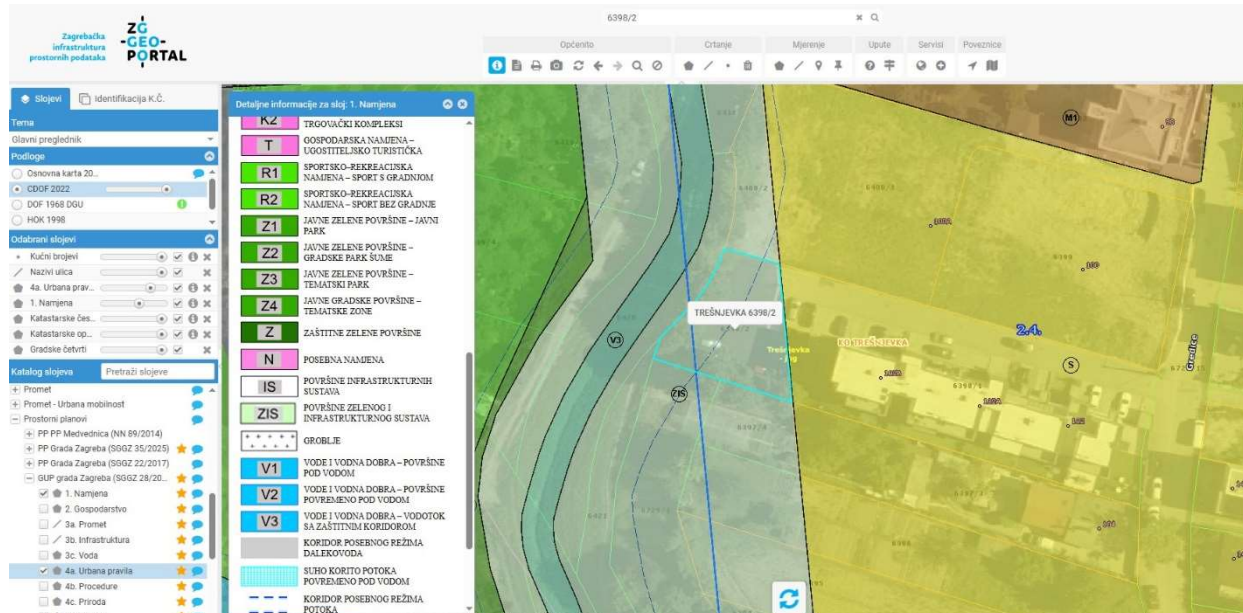 Zagrebačka
infrastruktura
prostornih podataka
ZG
-GEO-
PORTAL
6398/2
Općenito
Crtanje
Mjerenje
Upute
Servisi
Poveznice
Slojevi
Identifikacija K.Č.
Tema
Glavni preglednik
Podloge
Osnovna karta 20...
CDOF 2022
DOF 1968 DGU
HOK 1998
Odabrani slojevi
Kućni brojevi
Nazivi ulica
4a. Urbana prav...
1. Namjena
Katastarske čes...
Katastarske op...
Gradske četvrti
Katalog slojeva
Pretraži slojeve
Promet
Promet - Urbana mobilnost
Prostorni planovi
PP PP Medvednica (NN 89/2014)
PP Grada Zagreba (SGGZ 35/2025)
PP Grada Zagreba (SGGZ 22/2017)
GUP grada Zagreba (SGGZ 28/20...
1. Namjena
2. Gospodarstvo
3a. Promet
3b. Infrastruktura
3c. Voda
4a. Urbana pravila
4b. Procedure
4c. Priroda
Detaljne informacije za sloj: 1. Namjena
K2 TRGOVAČKI KOMPLEKSI
T GOSPODARSKA NAMJENA –
UGOSTITELJSKO TURISTIČKA
R1 SPORTSKO–REKREACIJSKA
NAMJENA – SPORT S GRADNJOM
R2 SPORTSKO–REKREACIJSKA
NAMJENA – SPORT BEZ GRADNJE
Z1 JAVNE ZELENE POVRŠINE – JAVNI
PARK
Z2 JAVNE ZELENE POVRŠINE –
GRADSKE PARK ŠUME
Z3 JAVNE ZELENE POVRŠINE –
TEMATSKI PARK
Z4 JAVNE GRADSKE POVRŠINE –
TEMATSKE ZONE
Z ZAŠTITNE ZELENE POVRŠINE
N POSEBNA NAMJENA
IS POVRŠINE INFRASTRUKTURNIH
SUSTAVA
ZIS POVRŠINE ZELENOG I
INFRASTRUKTURNOG SUSTAVA
GROBLJE
V1 VODE I VODNA DOBRA – POVRŠINE
POD VODOM
V2 VODE I VODNA DOBRA – POVRŠINE
POVREMENO POD VODOM
V3 VODE I VODNA DOBRA – VODOTOK
SA ZAŠTITNIM KORIDOROM
KORIDOR POSEBNOG REŽIMA
DALEKOVODA
SUHO KORITO POTOKA
POVREMENO POD VODOM
KORIDOR POSEBNOG REŽIMA
POTOKA
M1
TREŠNJEVKA 6398/2
2.4.
V3
KO TREŠNJEVKA
Trešnjevka
- jug
S
Gredice
ZIS